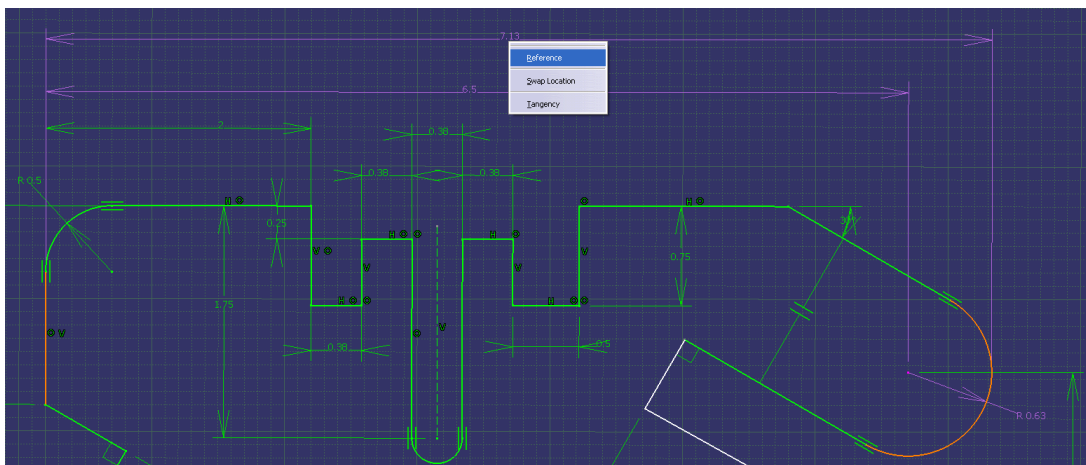 7.13
Reference
Swap Location
Tangency
6.5
2
0.38
0.38
0.38
R 0.5
H
H
0.25
H
H
V
V
V
0.75
1.75
V
H
H
V
V
0.38
0.5
R 0.63